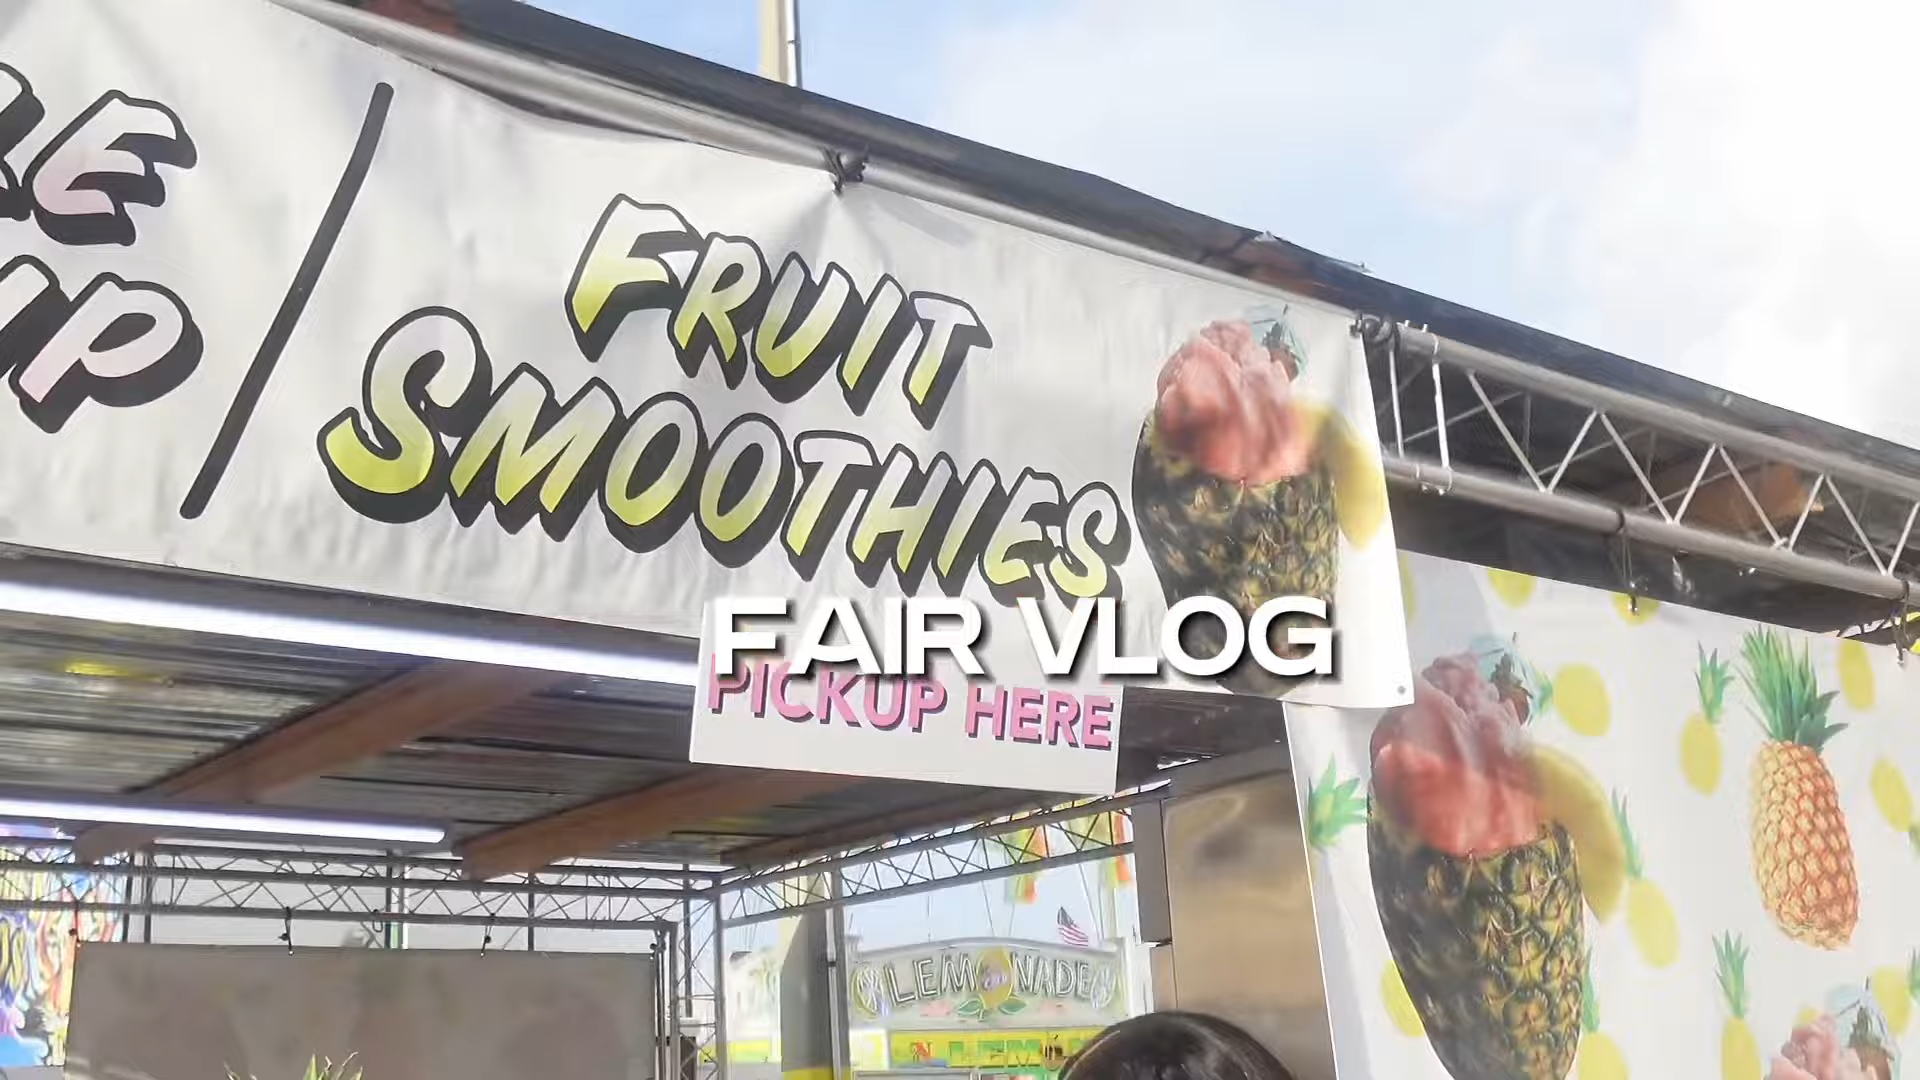 FRUIT
SMOOTHIES
FAIR VLOG
PICKUP HERE
LEMONADE